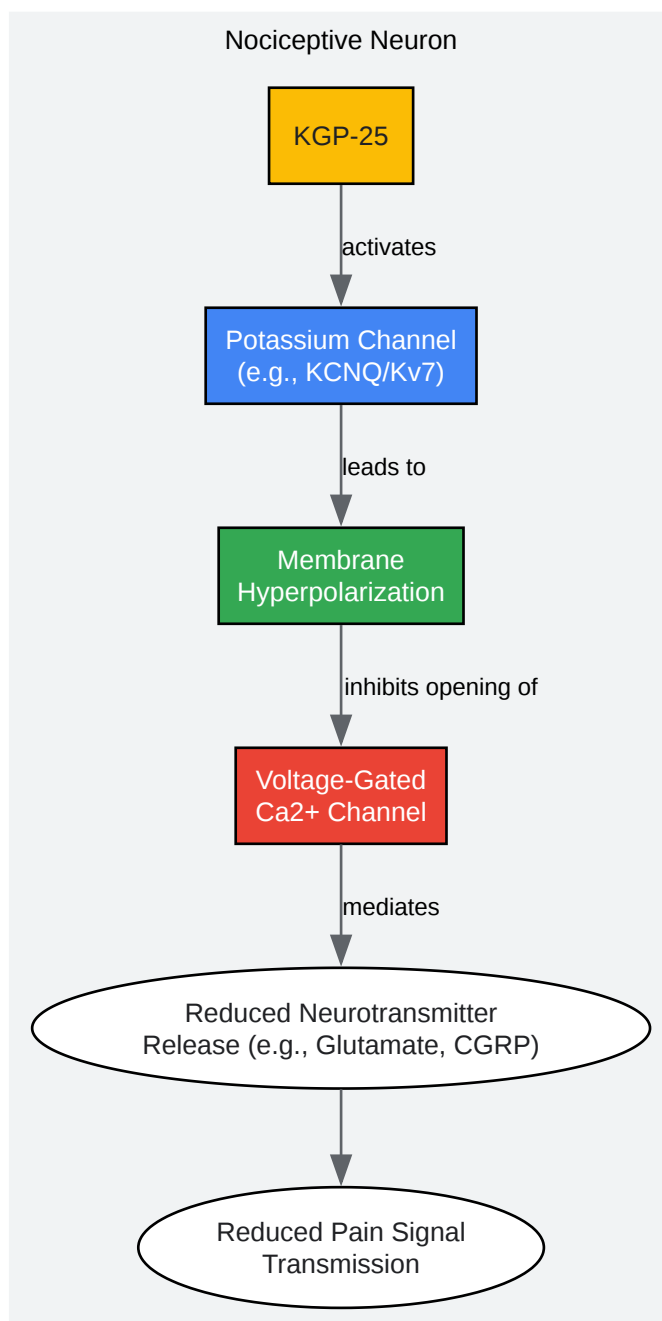 Nociceptive Neuron
KGP-25
activates
Potassium Channel
(e.g., KCNQ/Kv7)
leads to
Membrane
Hyperpolarization
inhibits opening of
Voltage-Gated
Ca2+ Channel
mediates
Reduced Neurotransmitter
Release (e.g., Glutamate, CGRP)
Reduced Pain Signal
Transmission